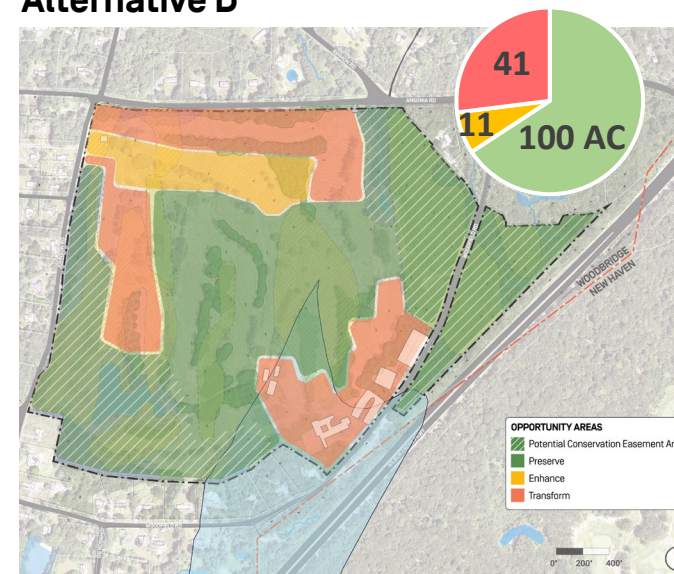 Alternative D
41
11
100 AC
ANSONIA RD
WOODBRIDGE
NEW HAVEN
OPPORTUNITY AREAS
Potential Conservation Easement Ar
Preserve
Enhance
Transform
0' 200' 400'